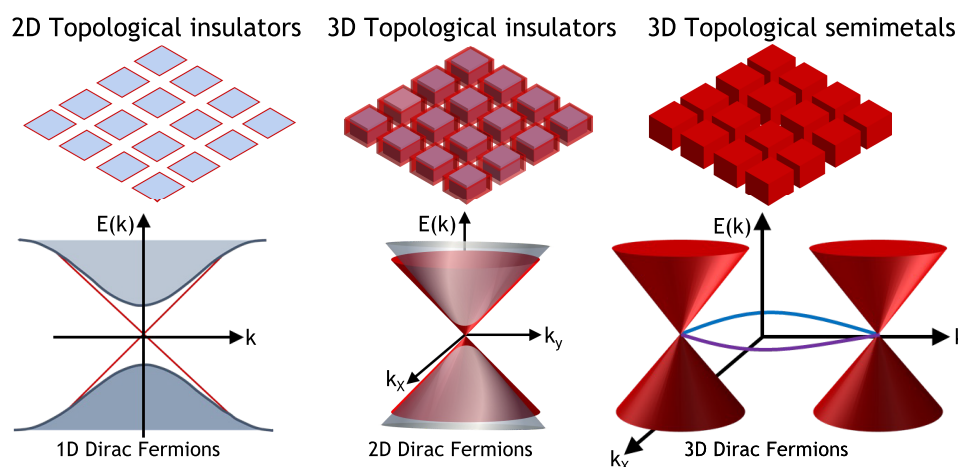 2D Topological insulators
3D Topological insulators
3D Topological semimetals
E(k)
k
1D Dirac Fermions
E(k)
ky
kx
2D Dirac Fermions
E(k)
kx
3D Dirac Fermions